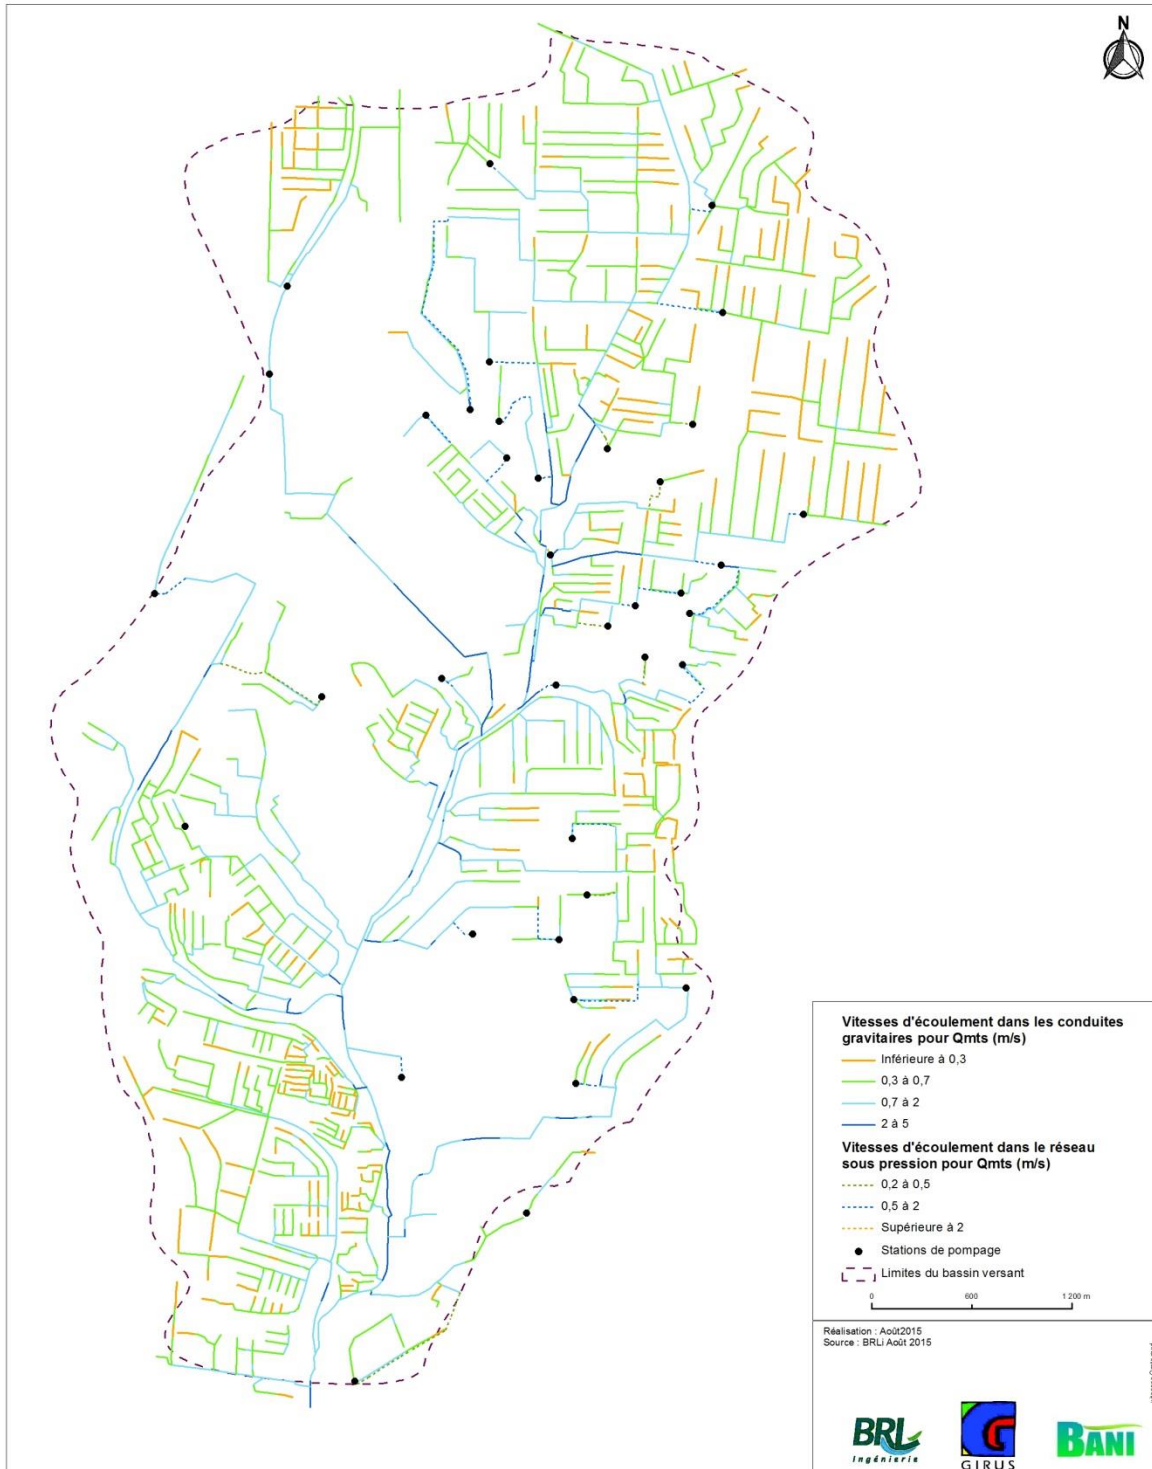 N
Vitesses d'écoulement dans les conduites
gravitaires pour Qmts (m/s)
Inférieure à 0,3
0,3 à 0,7
0,7 à 2
2 à 5
Vitesses d'écoulement dans le réseau
sous pression pour Qmts (m/s)
0,2 à 0,5
0,5 à 2
Supérieure à 2
Stations de pompage
Limites du bassin versant
0 600 1 200 m
Réalisation : Août2015
Source : BRLi Août 2015
BRL
Ingénierie
GIRUS
BANI